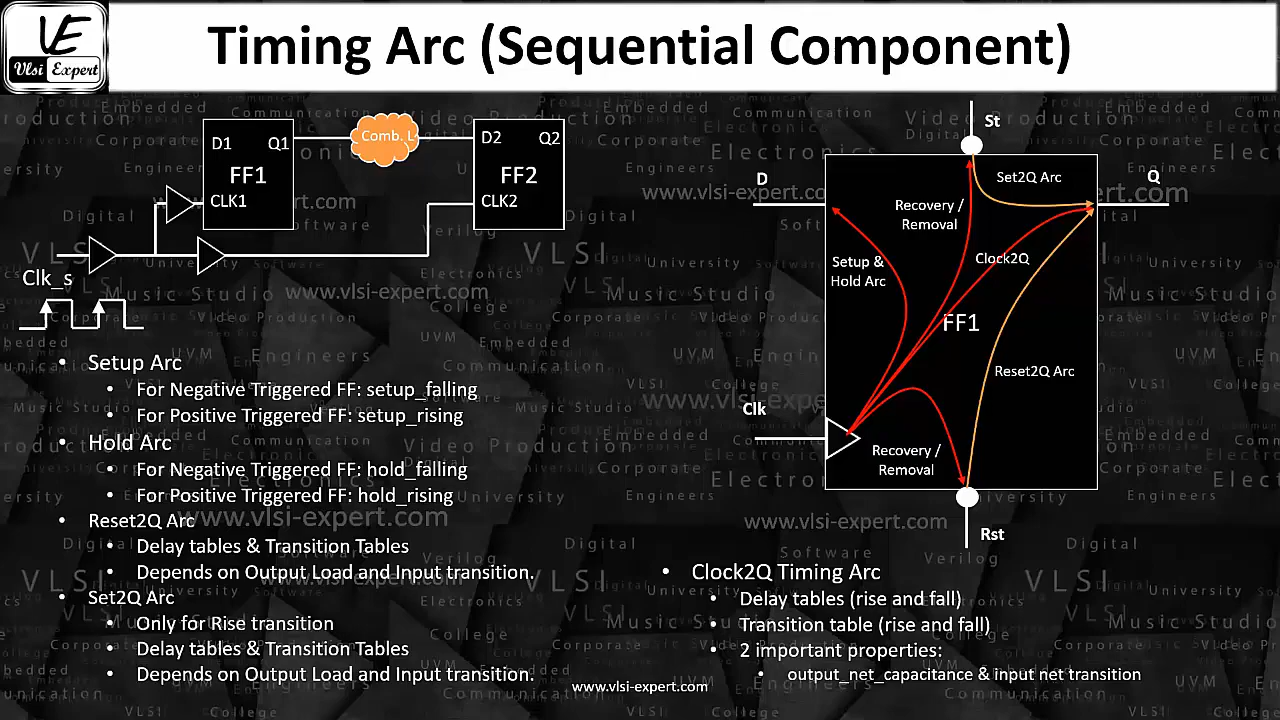 VE
Vlsi Expert
Timing Arc (Sequential Component)
D1 Q1
FF1
CLK1
Comb. L
D2 Q2
FF2
CLK2
Clk_s
St
D
Q
Set2Q Arc
Recovery /
Removal
Clock2Q
Setup &
Hold Arc
FF1
Reset2Q Arc
Clk
Recovery /
Removal
Rst
• Setup Arc
• For Negative Triggered FF: setup_falling
• For Positive Triggered FF: setup_rising
• Hold Arc
• For Negative Triggered FF: hold_falling
• For Positive Triggered FF: hold_rising
• Reset2Q Arc
• Delay tables & Transition Tables
• Depends on Output Load and Input transition.
• Set2Q Arc
• Only for Rise transition
• Delay tables & Transition Tables
• Depends on Output Load and Input transition.
• Clock2Q Timing Arc
• Delay tables (rise and fall)
• Transition table (rise and fall)
• 2 important properties:
• output_net_capacitance & input net transition
www.vlsi-expert.com